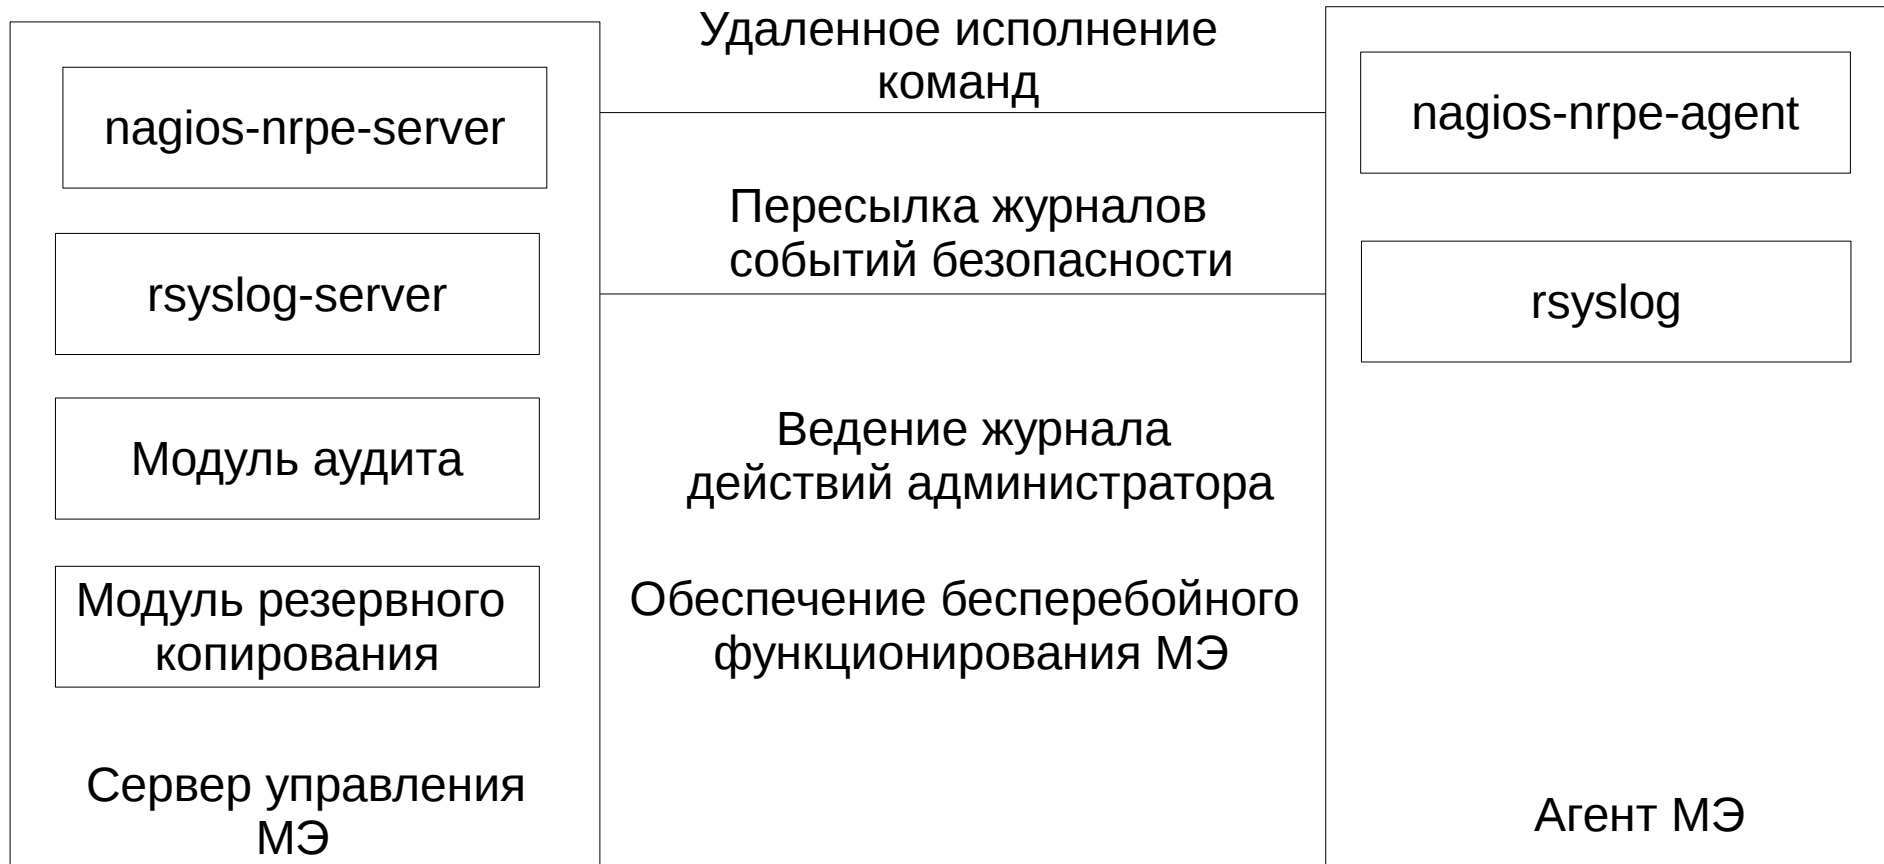 Удаленное исполнение
команд
nagios-nrpe-server
nagios-nrpe-agent
Пересылка журналов
событий безопасности
rsyslog-server
rsyslog
Модуль аудита
Ведение журнала
действий администратора
Модуль резервного
копирования
Обеспечение бесперебойного
функционирования МЭ
Сервер управления
МЭ
Агент МЭ